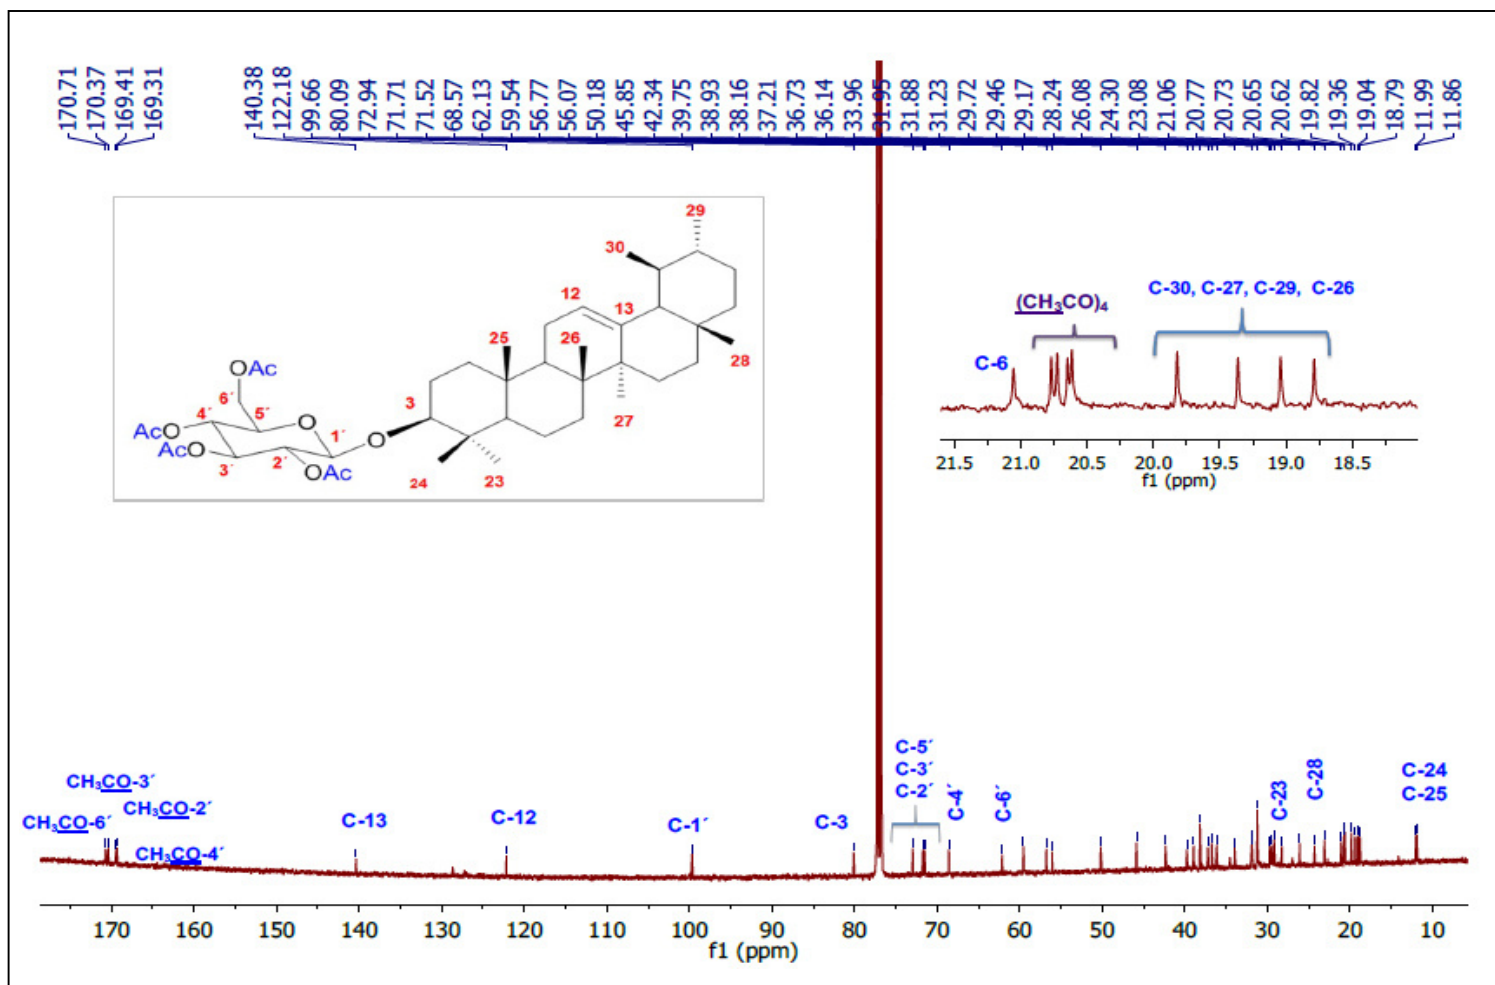 170.71
170.37
169.41
169.31
140.38
122.18
99.66
80.09
72.94
71.71
71.52
68.57
62.13
59.54
56.77
56.07
50.18
45.85
42.34
39.75
38.93
38.16
37.21
36.73
36.14
33.96
31.95
31.88
31.23
29.72
29.46
29.17
28.24
26.08
24.30
23.08
21.06
20.77
20.73
20.65
20.62
19.82
19.36
19.04
18.79
11.99
11.86
29
30
12
13
25
26
28
OAc
6´
3
27
4´
5´
O
AcO
1´
O
AcO
3´
2´
OAc
24
23
(CH3CO)4
C-30, C-27, C-29, C-26
C-6
21.5 21.0 20.5 20.0 19.5 19.0 18.5
f1 (ppm)
CH3CO-3´
CH3CO-2´
CH3CO-6´
CH3CO-4´
C-13
C-12
C-1´
C-3
C-5´
C-3´
C-2´
C-4´
C-6´
C-23
C-28
C-24
C-25
170 160 150 140 130 120 110 100 90 80 70 60 50 40 30 20 10
f1 (ppm)